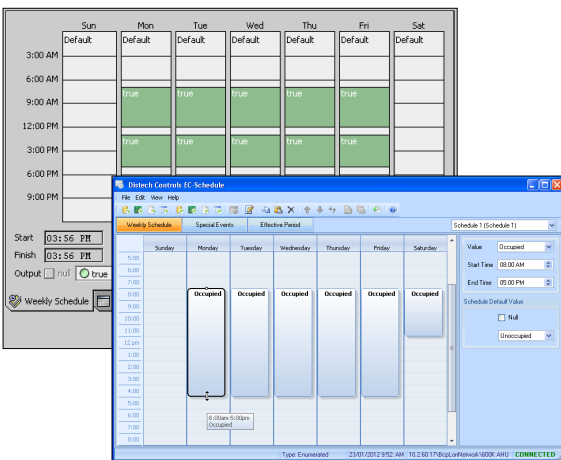 Sun Mon Tue Wed Thu Fri Sat
Default Default Default Default Default Default Default
3:00 AM
6:00 AM
9:00 AM
true true true true true
12:00 PM
3:00 PM
true true true true true
6:00 PM
9:00 PM
Start 03:56 PM
Finish 03:56 PM
Output null true
Weekly Schedule
Distech Controls EC-Schedule
File Edit View Help
Weekly Schedule Special Events Effective Period Schedule 1 (Schedule 1)
Sunday Monday Tuesday Wednesday Thursday Friday Saturday
5:00
6:00
7:00
8:00 Occupied Occupied Occupied Occupied Occupied Occupied
9:00
10:00
11:00
12 pm
1:00
2:00
3:00
4:00
5:00
6:00
7:00
8:00
8:00am-5:00pm
Occupied
Value Occupied
Start Time 08:00 AM
End Time 05:00 PM
Schedule Default Value
Null
Unoccupied
Type: Enumerated 23/01/2012 9:52 AM 10.2.60.17\BcpLonNetwork\600K AHU CONNECTED